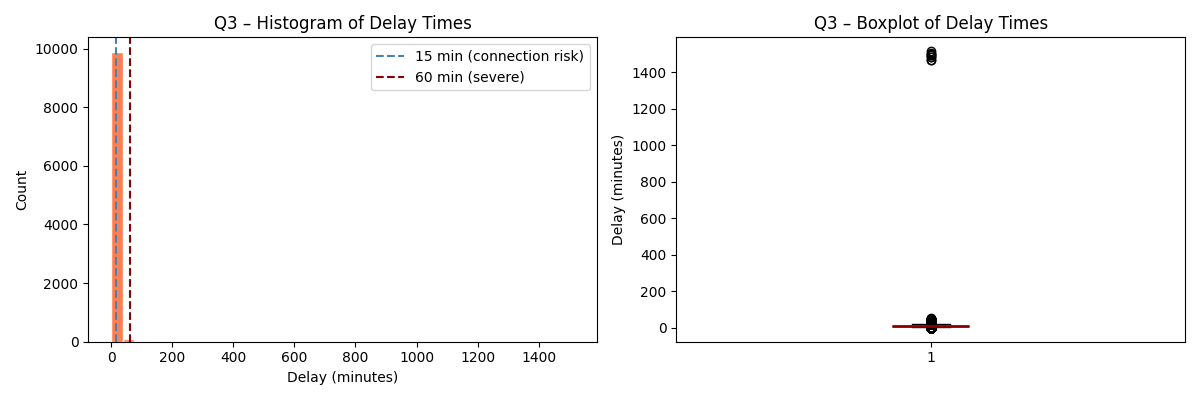 Q3 – Histogram of Delay Times
15 min (connection risk)
60 min (severe)
10000
8000
6000
4000
2000
0
Count
0 200 400 600 800 1000 1200 1400
Delay (minutes)
Q3 – Boxplot of Delay Times
1400
1200
1000
800
600
400
200
0
Delay (minutes)
1